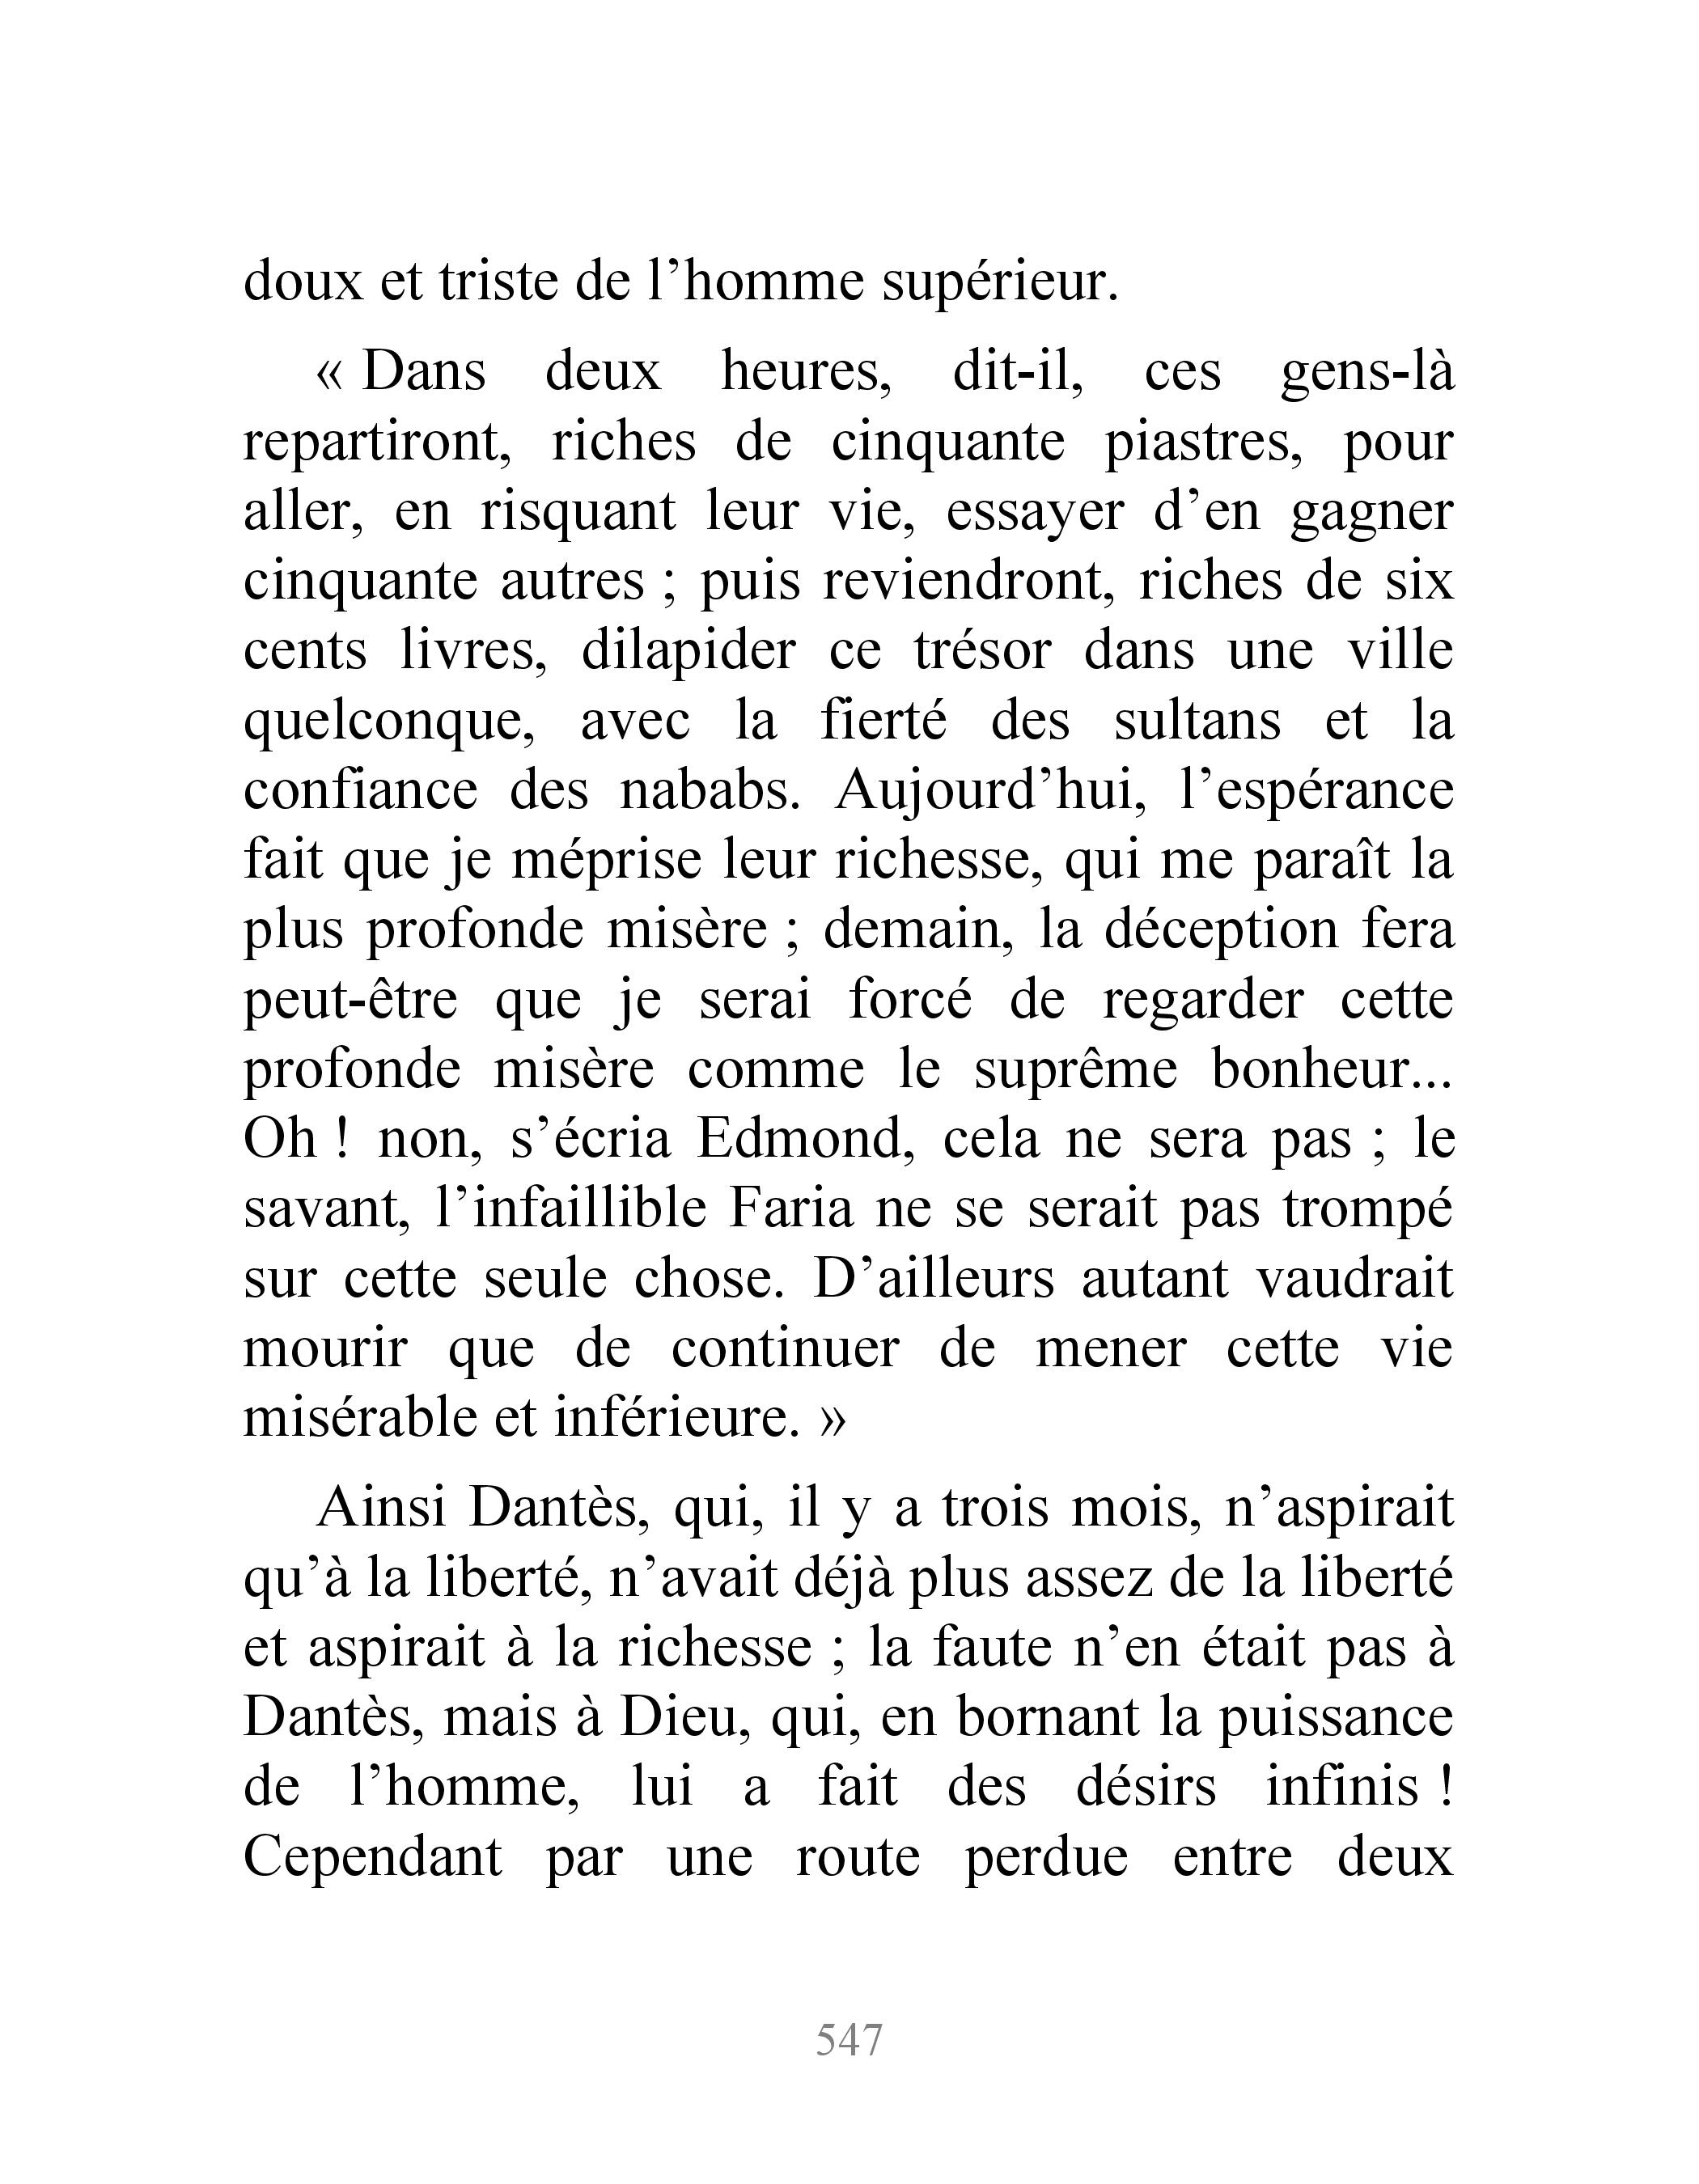 doux et triste de l’homme supérieur.
« Dans deux heures, dit-il, ces gens-là
repartiront, riches de cinquante piastres, pour
aller, en risquant leur vie, essayer d’en gagner
cinquante autres ; puis reviendront, riches de six
cents livres, dilapider ce trésor dans une ville
quelconque, avec la fierté des sultans et la
confiance des nababs. Aujourd’hui, l’espérance
fait que je méprise leur richesse, qui me paraît la
plus profonde misère ; demain, la déception fera
peut-être que je serai forcé de regarder cette
profonde misère comme le suprême bonheur...
Oh ! non, s’écria Edmond, cela ne sera pas ; le
savant, l’infaillible Faria ne se serait pas trompé
sur cette seule chose. D’ailleurs autant vaudrait
mourir que de continuer de mener cette vie
misérable et inférieure. »
Ainsi Dantès, qui, il y a trois mois, n’aspirait
qu’à la liberté, n’avait déjà plus assez de la liberté
et aspirait à la richesse ; la faute n’en était pas à
Dantès, mais à Dieu, qui, en bornant la puissance
de l’homme, lui a fait des désirs infinis !
Cependant par une route perdue entre deux
547